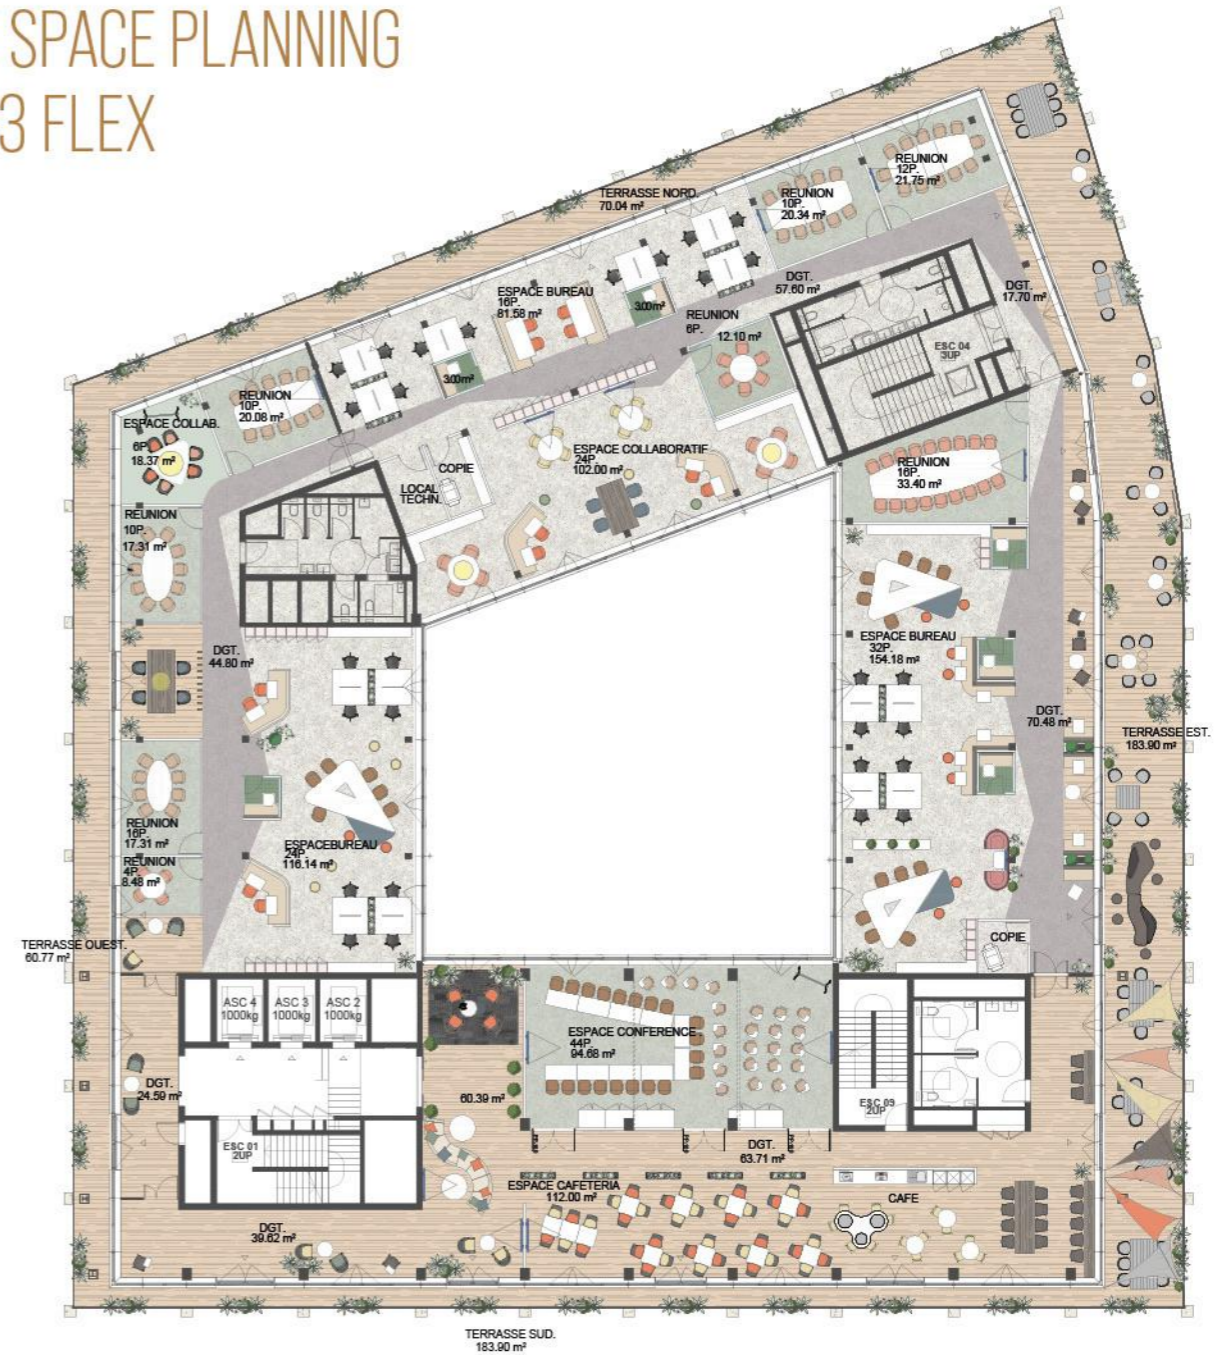 SPACE PLANNING
3 FLEX
TERRASSE NORD.
70.04 m²
REUNION
12P.
21.75 m²
REUNION
10P.
20.34 m²
DGT.
57.60 m²
DGT.
17.70 m²
ESPACE BUREAU
16P.
81.58 m²
3.00 m²
3.00 m²
REUNION
6P.
12.10 m²
ESC 04
3UP
REUNION
10P.
20.08 m²
ESPACE COLLAB.
6P.
18.37 m²
COPIE
LOCAL
TECHN.
ESPACE COLLABORATIF
24P.
102.00 m²
REUNION
16P.
33.40 m²
REUNION
10P.
17.31 m²
DGT.
44.80 m²
ESPACE BUREAU
32P.
154.18 m²
DGT.
70.48 m²
TERRASSE EST.
183.90 m²
REUNION
16P.
17.31 m²
REUNION
4P.
8.48 m²
ESPACEBUREAU
24P.
116.14 m²
TERRASSE OUEST.
60.77 m²
COPIE
ASC 4
1000kg
ASC 3
1000kg
ASC 2
1000kg
ESPACE CONFERENCE
44P.
94.68 m²
DGT.
24.59 m²
60.39 m²
ESC 01
2UP
ESC 09
2UP
DGT.
63.71 m²
ESPACE CAFETERIA
112.00 m²
CAFE
DGT.
39.62 m²
TERRASSE SUD.
183.90 m²